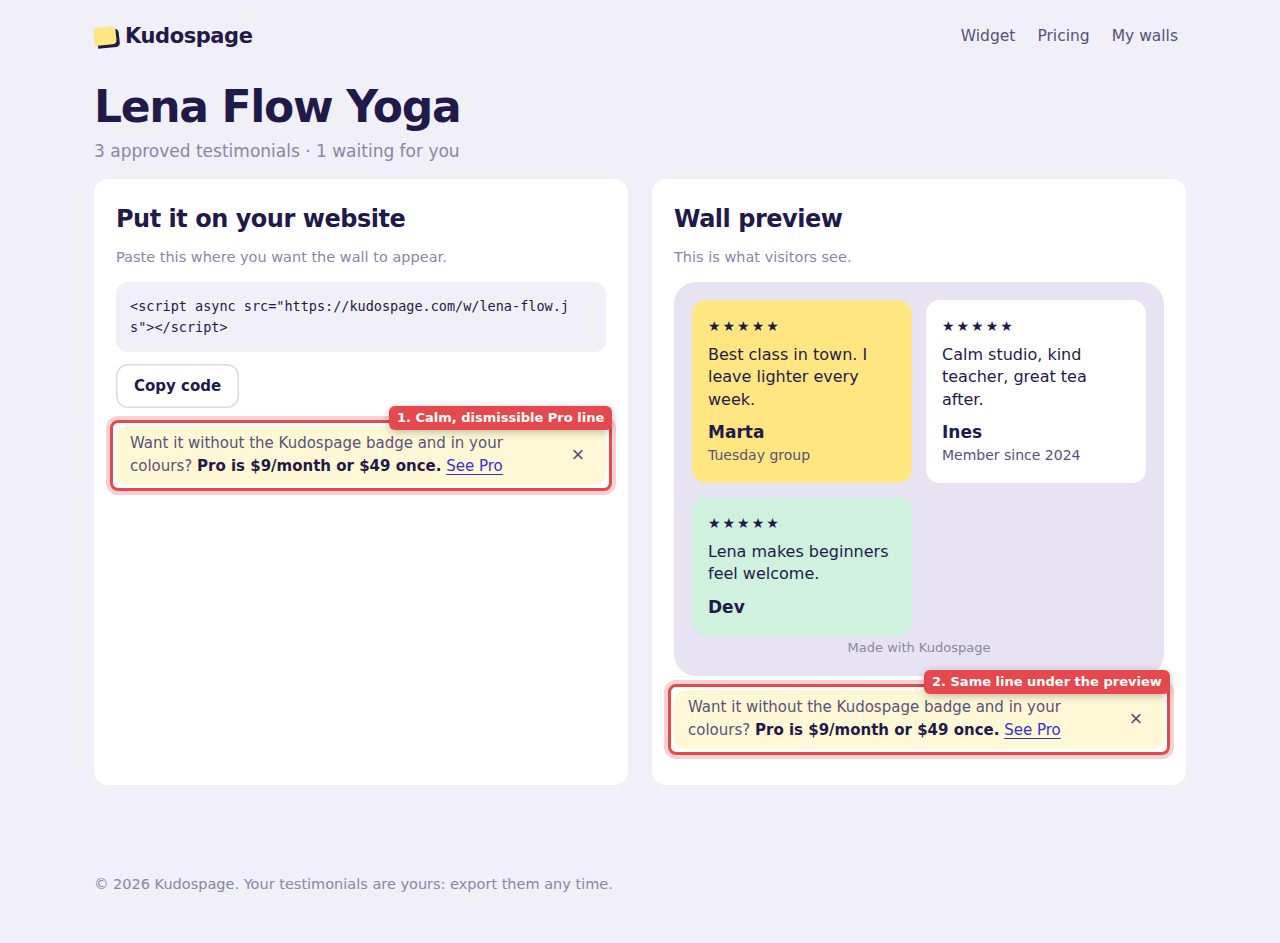 Kudospage
Widget Pricing My walls
Lena Flow Yoga
3 approved testimonials · 1 waiting for you
Put it on your website
Paste this where you want the wall to appear.
<script async src="https://kudospage.com/w/lena-flow.j
s"></script>
Copy code
1. Calm, dismissible Pro line
Want it without the Kudospage badge and in your
colours? Pro is $9/month or $49 once. See Pro
×
Wall preview
This is what visitors see.
★★★★★
Best class in town. I
leave lighter every
week.
Marta
Tuesday group
★★★★★
Calm studio, kind
teacher, great tea
after.
Ines
Member since 2024
★★★★★
Lena makes beginners
feel welcome.
Dev
Made with Kudospage
2. Same line under the preview
Want it without the Kudospage badge and in your
colours? Pro is $9/month or $49 once. See Pro
×
© 2026 Kudospage. Your testimonials are yours: export them any time.